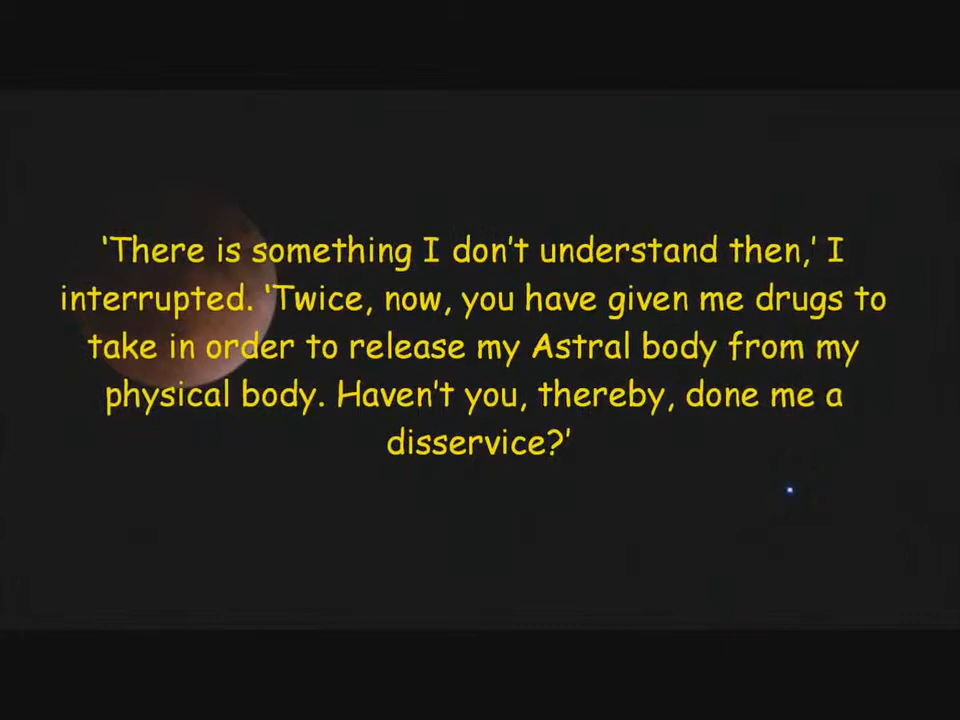 ‘There is something I don’t understand then,’ I
interrupted. ‘Twice, now, you have given me drugs to
take in order to release my Astral body from my
physical body. Haven’t you, thereby, done me a
disservice?’